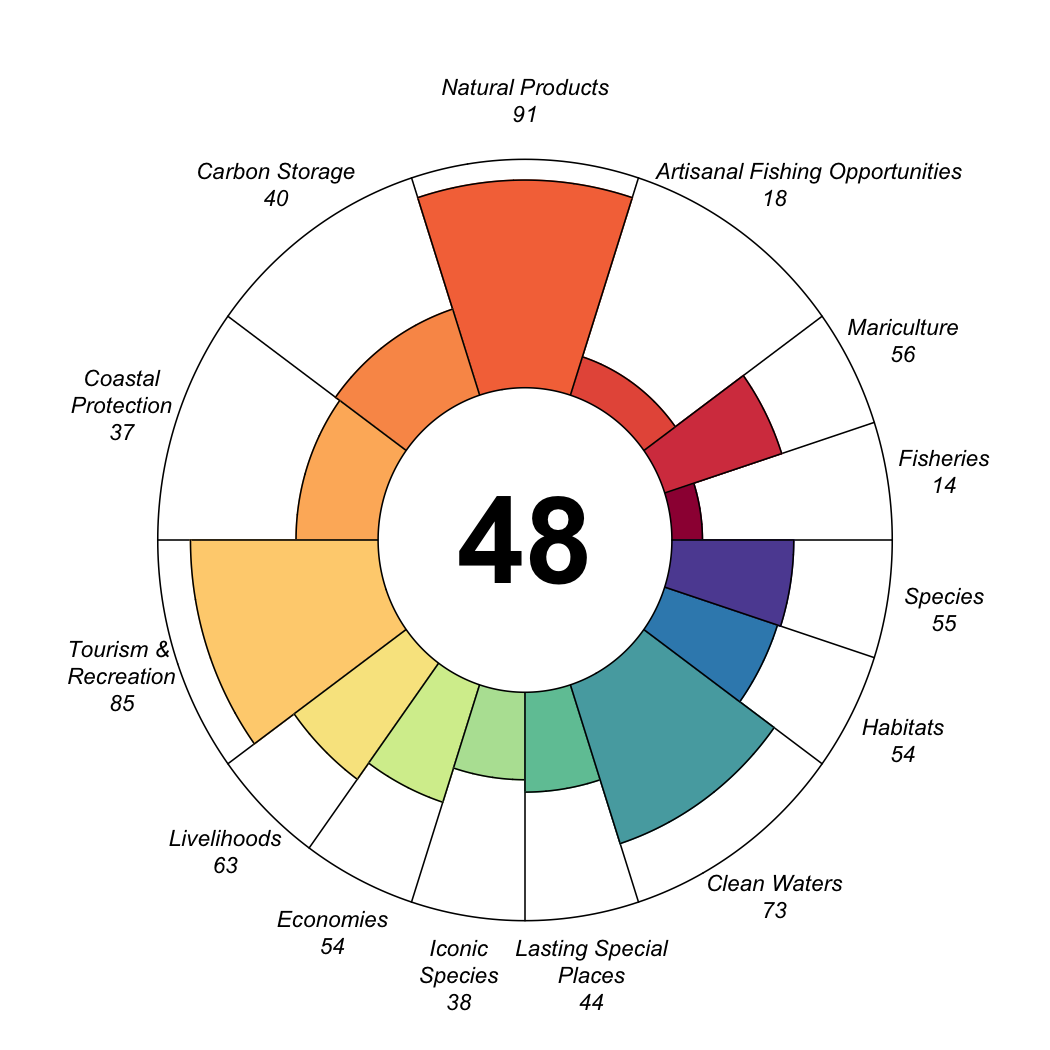 Natural Products
91
Carbon Storage
40
Artisanal Fishing Opportunities
18
Mariculture
56
Coastal
Protection
37
Fisheries
14
48
Species
55
Tourism &
Recreation
85
Habitats
54
Livelihoods
63
Clean Waters
73
Economies
54
Iconic
Species
38
Lasting Special
Places
44